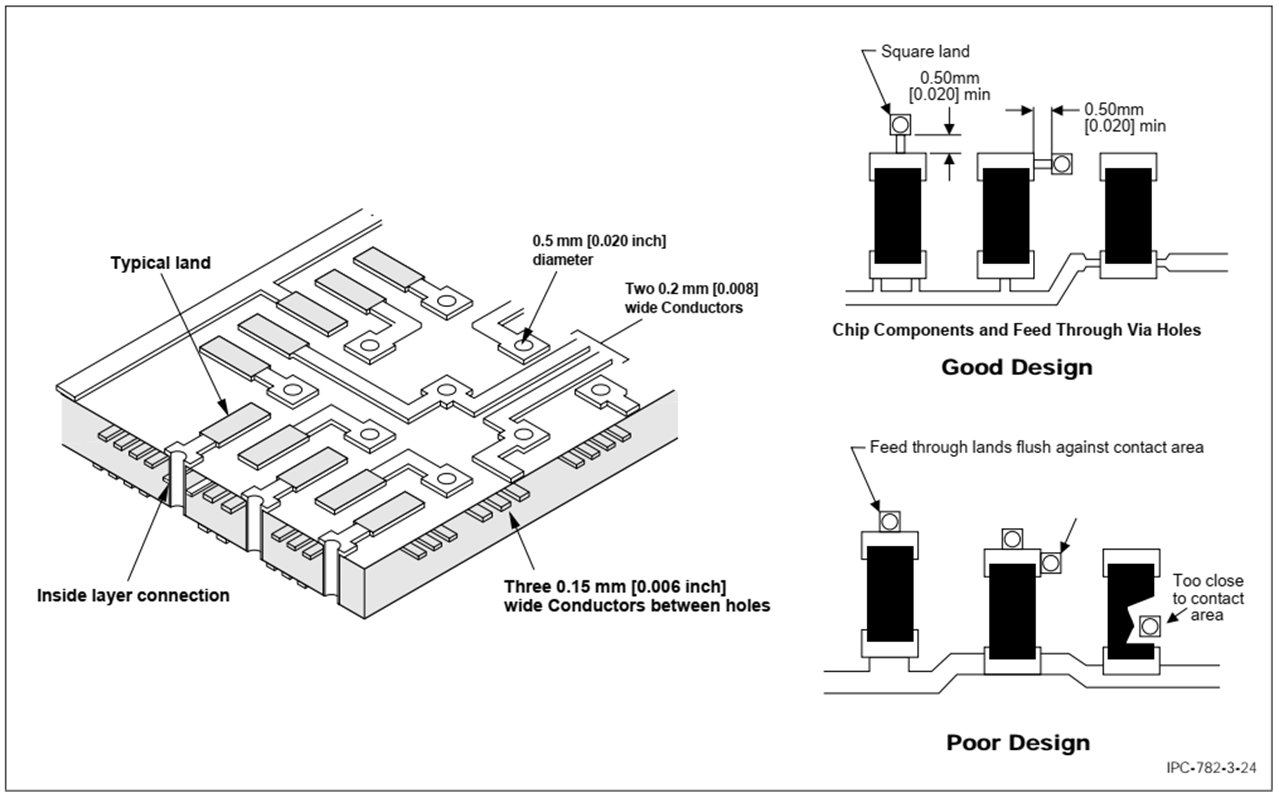 Typical land
0.5 mm [0.020 inch]
diameter
Two 0.2 mm [0.008]
wide Conductors
Inside layer connection
Three 0.15 mm [0.006 inch]
wide Conductors between holes
Square land
0.50mm
[0.020] min
0.50mm
[0.020] min
Chip Components and Feed Through Via Holes
Good Design
Feed through lands flush against contact area
Too close
to contact
area
Poor Design
IPC-782-3-24